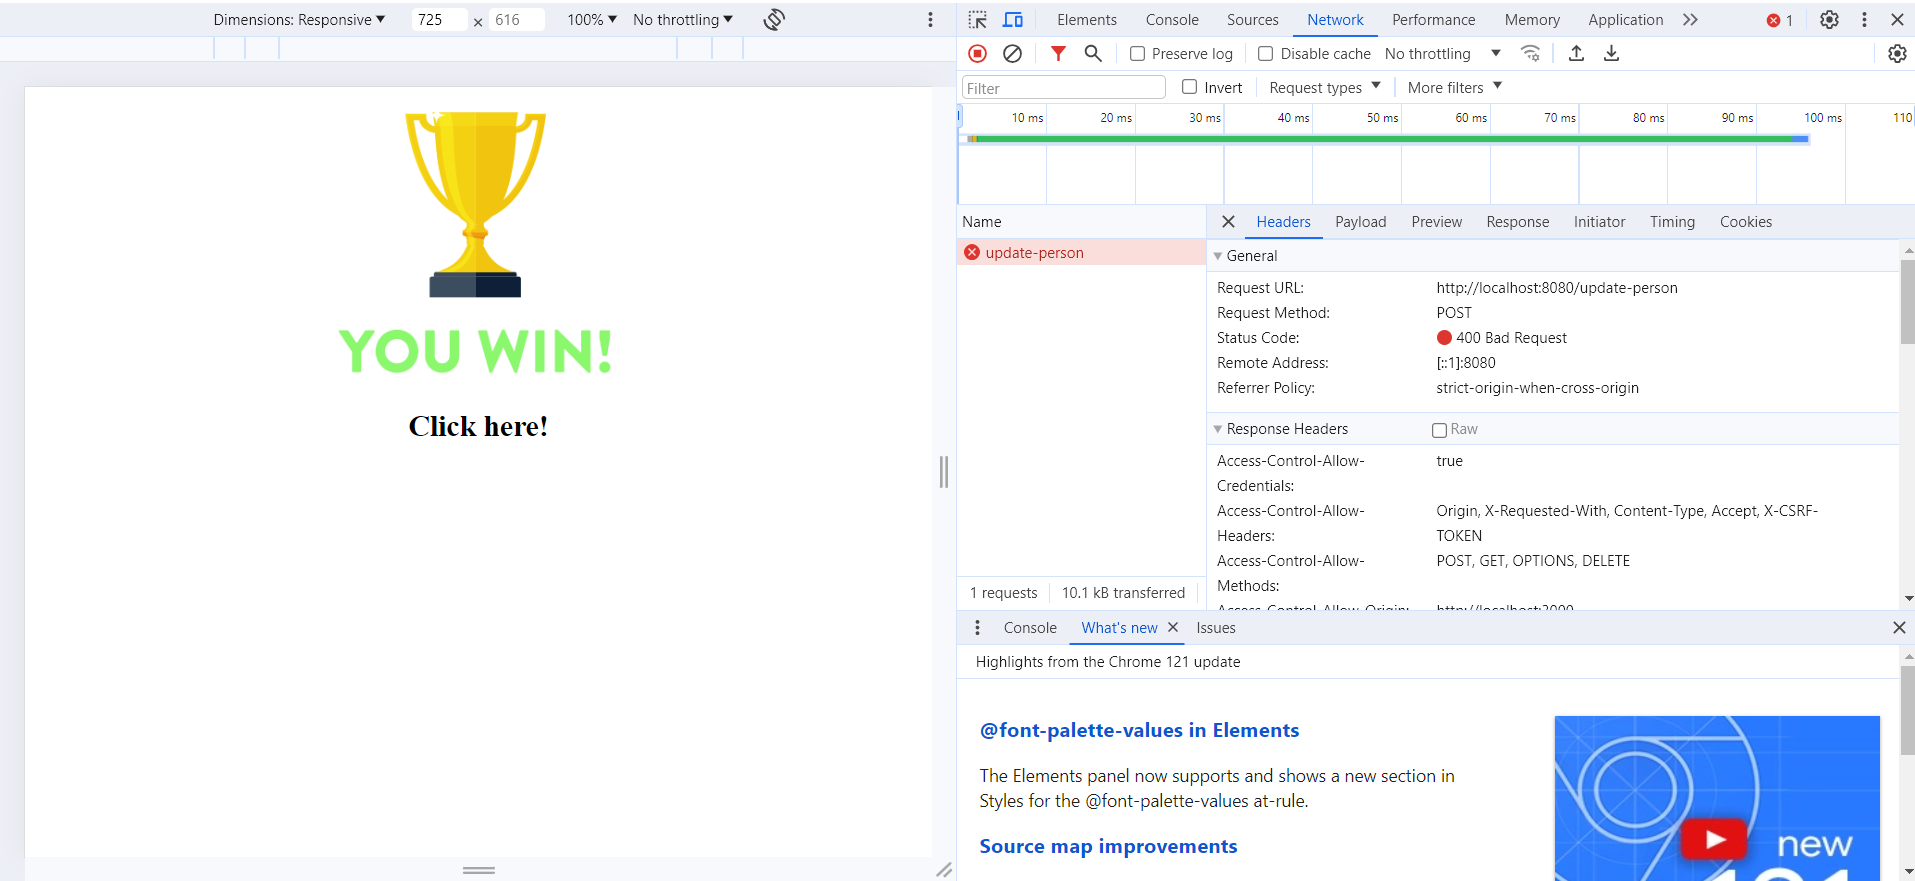 Dimensions: Responsive 725 × 616 100% No throttling
YOU WIN!
Click here!
Elements Console Sources Network Performance Memory Application 1
Preserve log Disable cache No throttling
Filter Invert Request types More filters
10 ms 20 ms 30 ms 40 ms 50 ms 60 ms 70 ms 80 ms 90 ms 100 ms 110
Name
update-person
1 requests 10.1 kB transferred
Headers Payload Preview Response Initiator Timing Cookies
General
Request URL: http://localhost:8080/update-person
Request Method: POST
Status Code: 400 Bad Request
Remote Address: [::1]:8080
Referrer Policy: strict-origin-when-cross-origin
Response Headers Raw
Access-Control-Allow- true
Credentials:
Access-Control-Allow- Origin, X-Requested-With, Content-Type, Accept, X-CSRF-
Headers: TOKEN
Access-Control-Allow- POST, GET, OPTIONS, DELETE
Methods:
Access-Control-Allow-Origin: http://localhost:3000
Console What's new Issues
Highlights from the Chrome 121 update
@font-palette-values in Elements
The Elements panel now supports and shows a new section in
Styles for the @font-palette-values at-rule.
Source map improvements
new
121